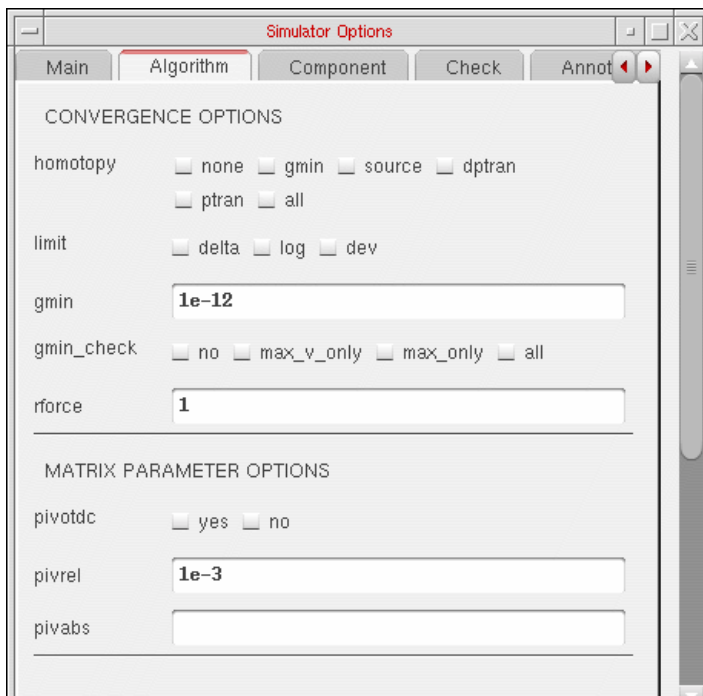 Simulator Options
Main Algorithm Component Check Annot
CONVERGENCE OPTIONS
homotopy none gmin source dptran
ptran all
limit delta log dev
gmin 1e-12
gmin_check no max_v_only max_only all
rforce 1
MATRIX PARAMETER OPTIONS
pivotdc yes no
pivrel 1e-3
pivabs